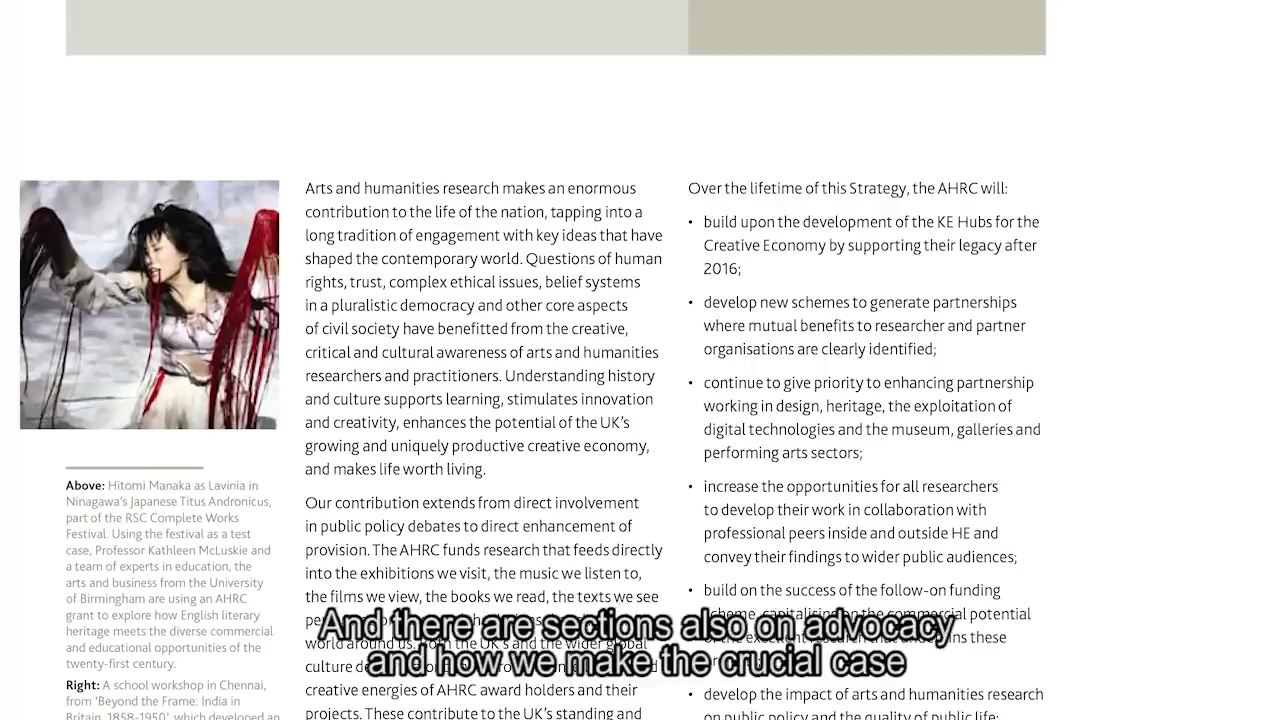 Arts and humanities research makes an enormous
contribution to the life of the nation, tapping into a
long tradition of engagement with key ideas that have
shaped the contemporary world. Questions of human
rights, trust, complex ethical issues, belief systems
in a pluralistic democracy and other core aspects
of civil society have benefitted from the creative,
critical and cultural awareness of arts and humanities
researchers and practitioners. Understanding history
and culture supports learning, stimulates innovation
and creativity, enhances the potential of the UK's
growing and uniquely productive creative economy,
and makes life worth living.
Our contribution extends from direct involvement
in public policy debates to direct enhancement of
provision. The AHRC funds research that feeds directly
into the exhibitions we visit, the music we listen to,
the films we view, the books we read, the texts we see
world around us. Both the UK's and the wider global
culture
creative energies of AHRC award holders and their
projects. These contribute to the UK's standing and
Over the lifetime of this Strategy, the AHRC will:
• build upon the development of the KE Hubs for the
Creative Economy by supporting their legacy after
2016;
• develop new schemes to generate partnerships
where mutual benefits to researcher and partner
organisations are clearly identified;
• continue to give priority to enhancing partnership
working in design, heritage, the exploitation of
digital technologies and the museum, galleries and
performing arts sectors;
• increase the opportunities for all researchers
to develop their work in collaboration with
professional peers inside and outside HE and
convey their findings to wider public audiences;
• build on the success of the follow-on funding
scheme, capitalising on the commercial potential
of the excellent research that these
• develop the impact of arts and humanities research
on public policy and the quality of public life;
Above: Hitomi Manaka as Lavinia in
Ninagawa's Japanese Titus Andronicus,
part of the RSC Complete Works
Festival. Using the festival as a test
case, Professor Kathleen McLuskie and
a team of experts in education, the
arts and business from the University
of Birmingham are using an AHRC
grant to explore how English literary
heritage meets the diverse commercial
and educational opportunities of the
twenty-first century.
Right: A school workshop in Chennai,
from 'Beyond the Frame: India in
Britain, 1858-1950', which developed an
And there are sections also on advocacy
and how we make the crucial case